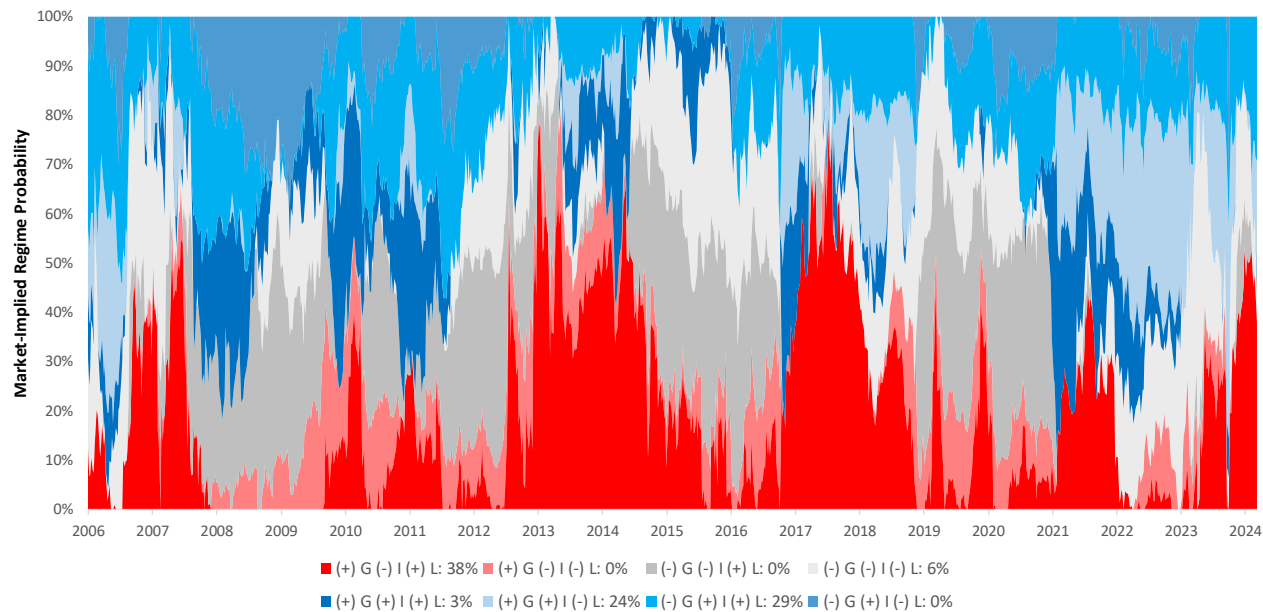 100%
90%
80%
70%
60%
50%
40%
30%
20%
10%
0%
Market-Implied Regime Probability
2006 2007 2008 2009 2010 2011 2012 2013 2014 2015 2016 2017 2018 2019 2020 2021 2022 2023 2024
(+) G (-) I (+) L: 38% (+) G (-) I (-) L: 0% (-) G (-) I (+) L: 0% (-) G (-) I (-) L: 6%
(+) G (+) I (+) L: 3% (+) G (+) I (-) L: 24% (-) G (+) I (+) L: 29% (-) G (+) I (-) L: 0%